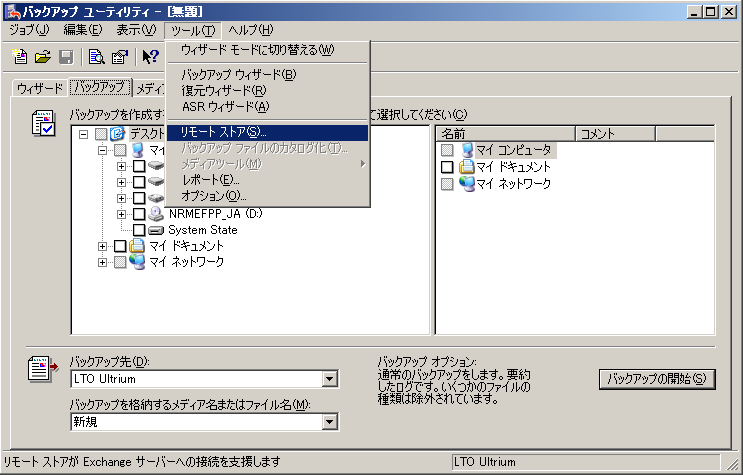 バックアップ ユーティリティ - [無題]
ジョブ(J) 編集(E) 表示(V) ツール(T) ヘルプ(H)
ウィザード モードに切り替える(W)
バックアップ ウィザード(B)
復元ウィザード(R)
ASR ウィザード(A)
リモート ストア(S)...
バックアップ ファイルのカタログ化(T)...
メディアツール(M)
レポート(E)...
オプション(O)...
ウィザード バックアップ メディア
バックアップを作成す て選択してください(C)
デスクト
マイ
NRMEFPP_JA (D:)
System State
マイ ドキュメント
マイ ネットワーク
名前 コメント
マイ コンピュータ
マイ ドキュメント
マイ ネットワーク
バックアップ先(D):
LTO Ultrium
バックアップを格納するメディア名またはファイル名(M):
新規
バックアップ オプション:
通常のバックアップをします。要約
したログです。いくつかのファイルの
種類は除外されています。
バックアップの開始(S)
リモート ストアが Exchange サーバーへの接続を支援します LTO Ultrium